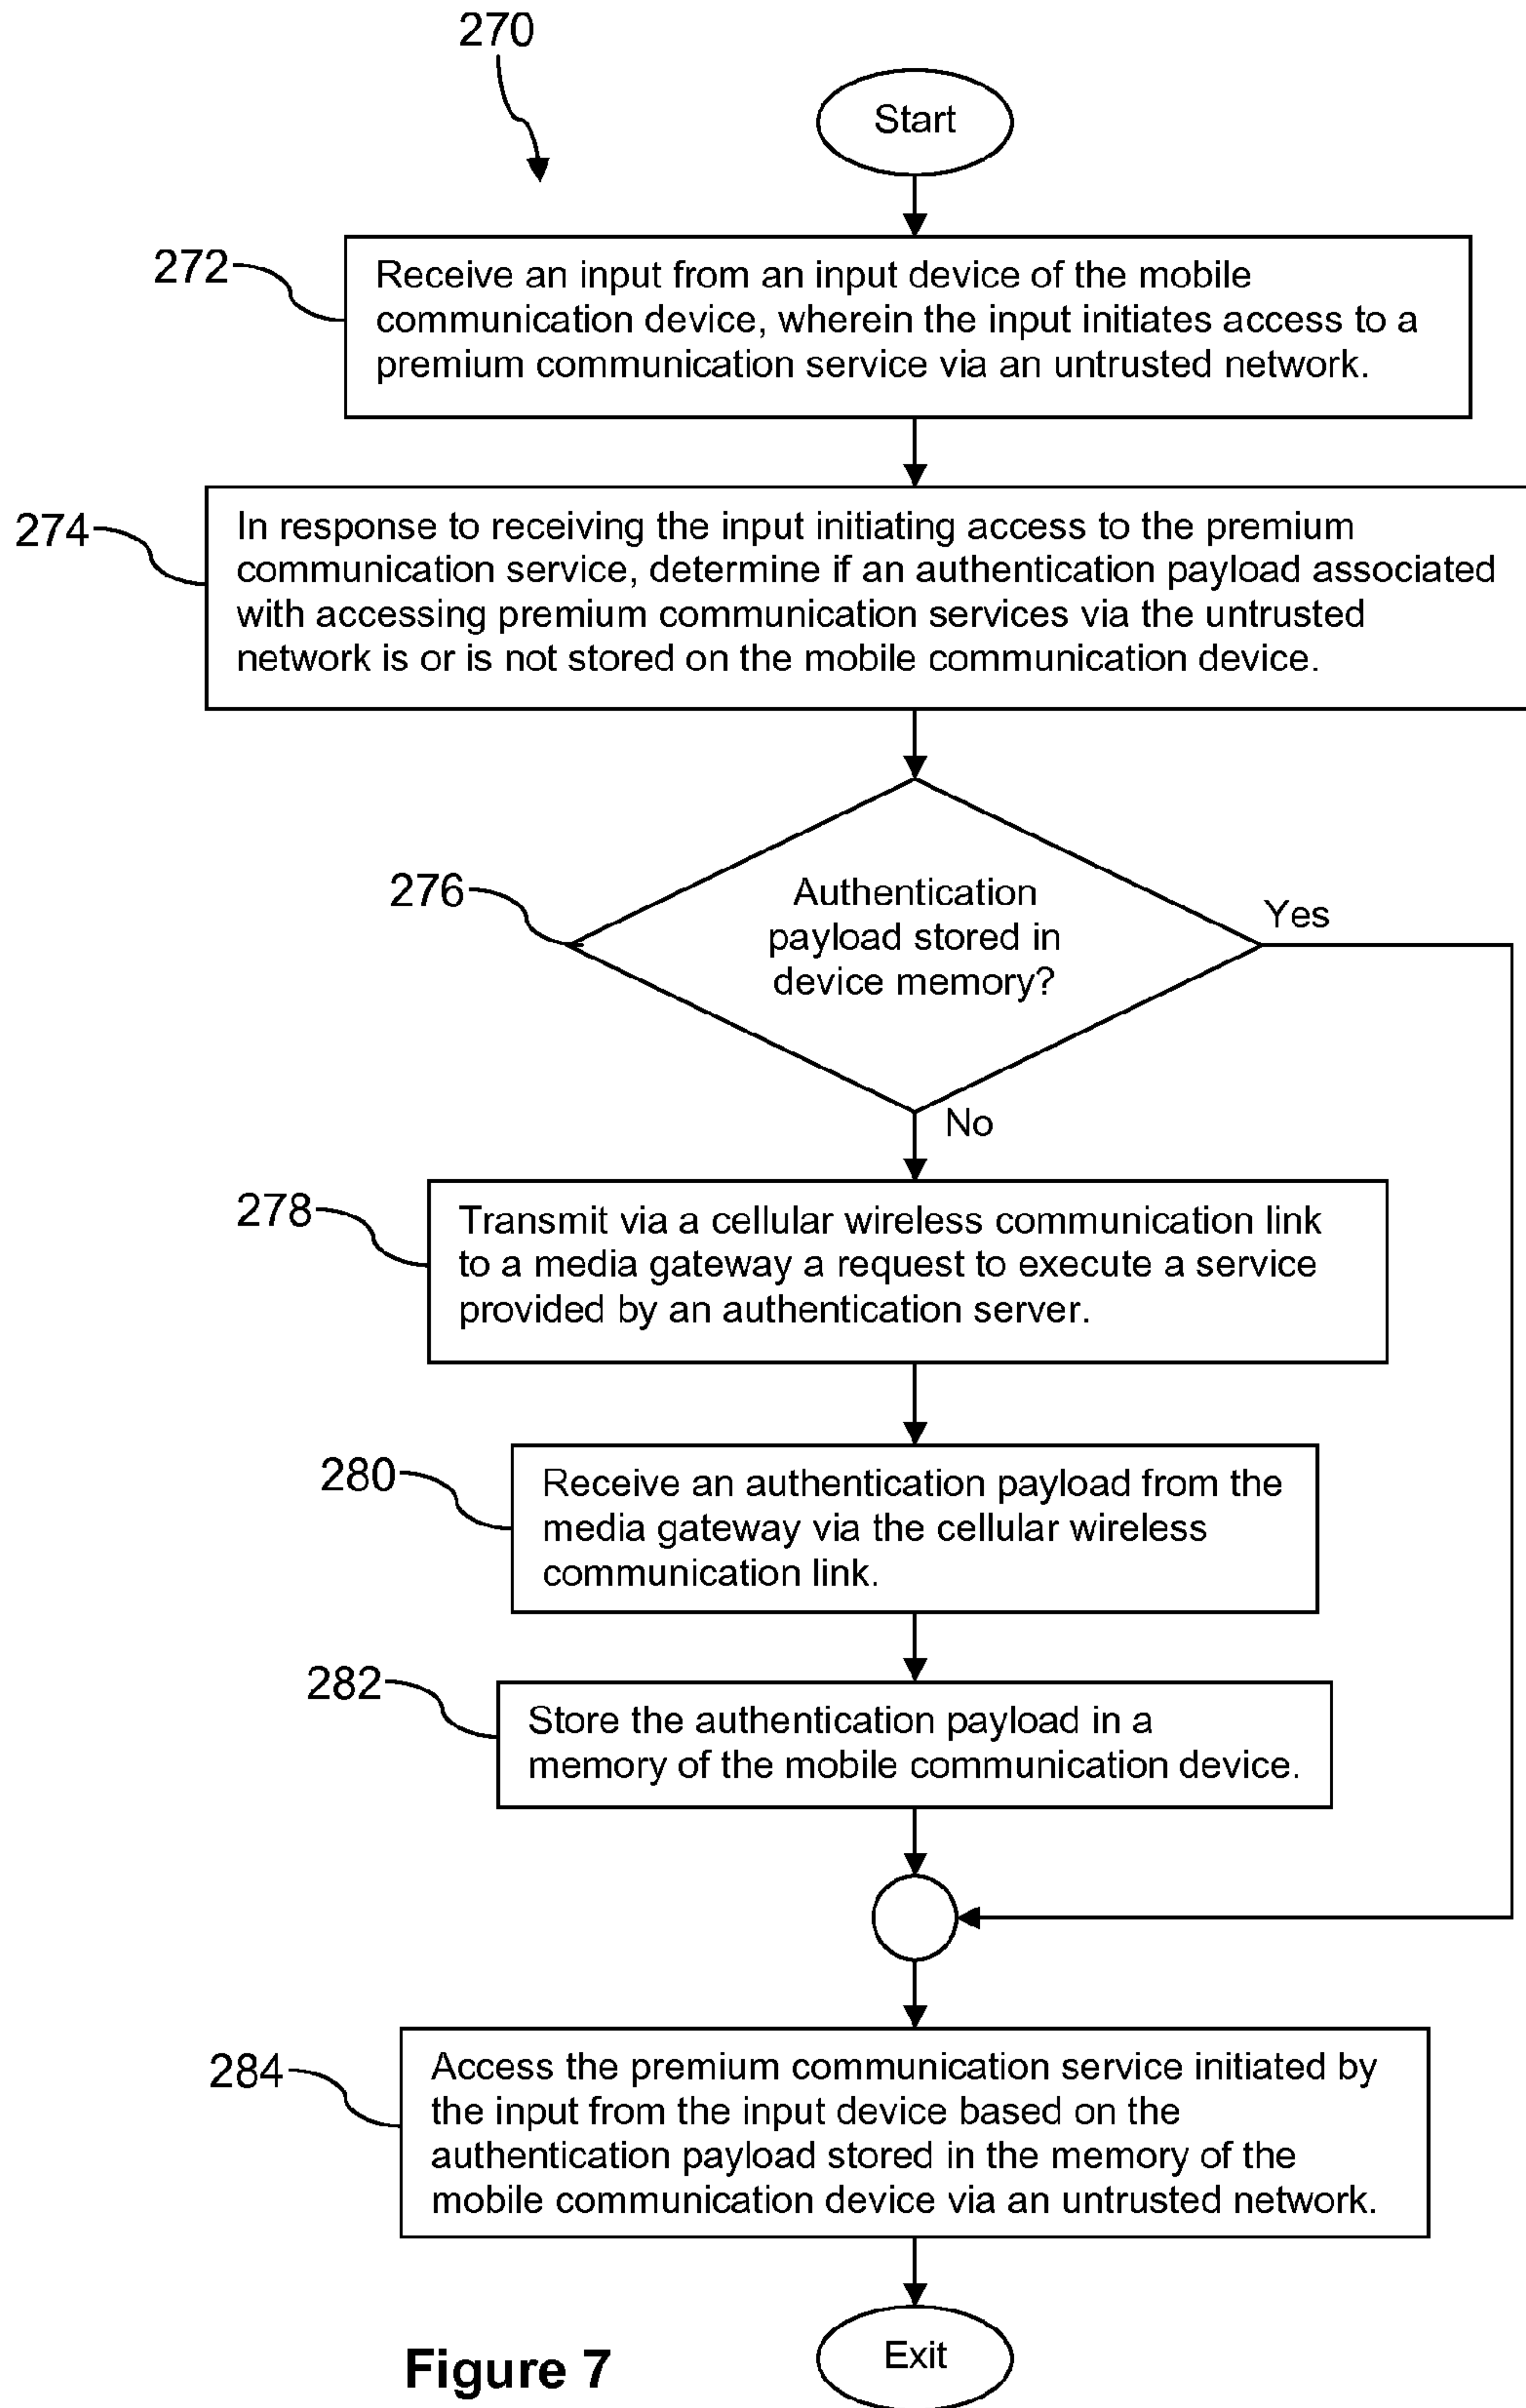 270
Start
272
Receive an input from an input device of the mobile
communication device, wherein the input initiates access to a
premium communication service via an untrusted network.
274
In response to receiving the input initiating access to the premium
communication service, determine if an authentication payload associated
with accessing premium communication services via the untrusted
network is or is not stored on the mobile communication device.
276
Authentication
payload stored in
device memory?
Yes
No
278
Transmit via a cellular wireless communication link
to a media gateway a request to execute a service
provided by an authentication server.
280
Receive an authentication payload from the
media gateway via the cellular wireless
communication link.
282
Store the authentication payload in a
memory of the mobile communication device.
284
Access the premium communication service initiated by
the input from the input device based on the
authentication payload stored in the memory of the
mobile communication device via an untrusted network.
Exit
Figure 7